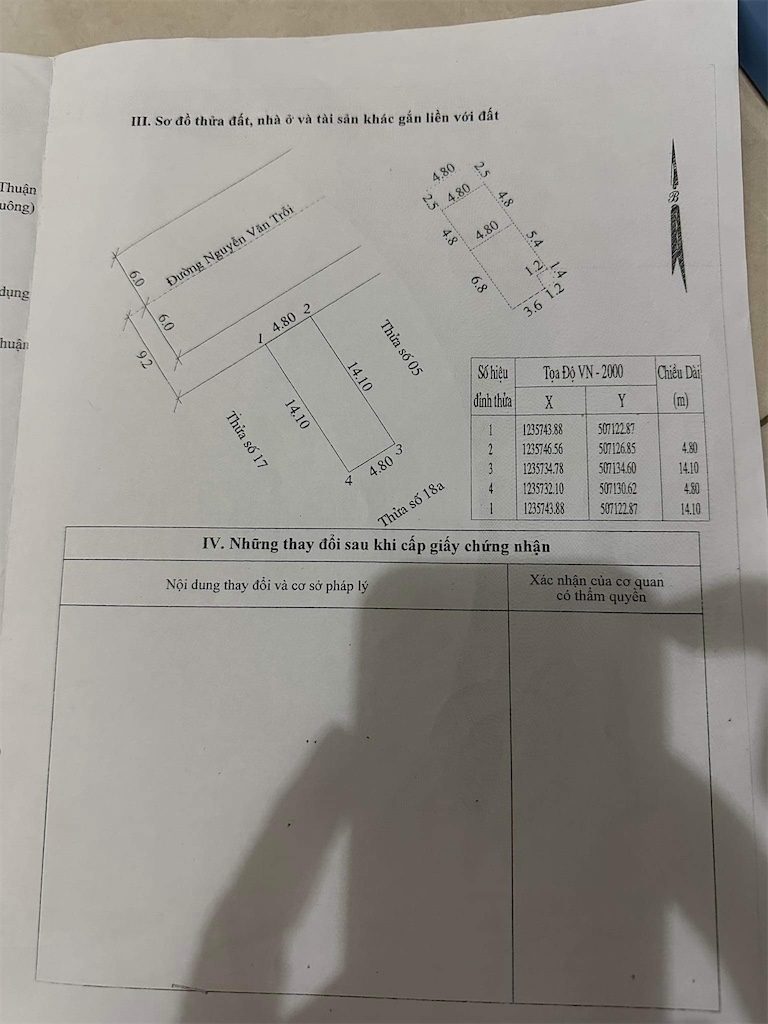 Thuận
uông)
dụng
huận
III. Sơ đồ thửa đất, nhà ở và tài sản khác gắn liền với đất
Đường Nguyễn Văn Trỗi
6.0
6.0
9.2
1
4.80
2
14.10
14.10
3
4.80
4
Thửa số 05
Thửa số 17
Thửa số 18a
4.80
2.5
2.5
4.80
4.8
4.8
4.80
5.4
6.8
1.2
1.4
1.2
3.6
B
Số hiệu đỉnh thửa Tọa Độ VN - 2000 Chiều Dài (m)
X Y
1 1235743.88 507122.87
2 1235746.56 507126.85 4.80
3 1235734.78 507134.60 14.10
4 1235732.10 507130.62 4.80
1 1235743.88 507122.87 14.10
IV. Những thay đổi sau khi cấp giấy chứng nhận
Nội dung thay đổi và cơ sở pháp lý
Xác nhận của cơ quan
có thẩm quyền